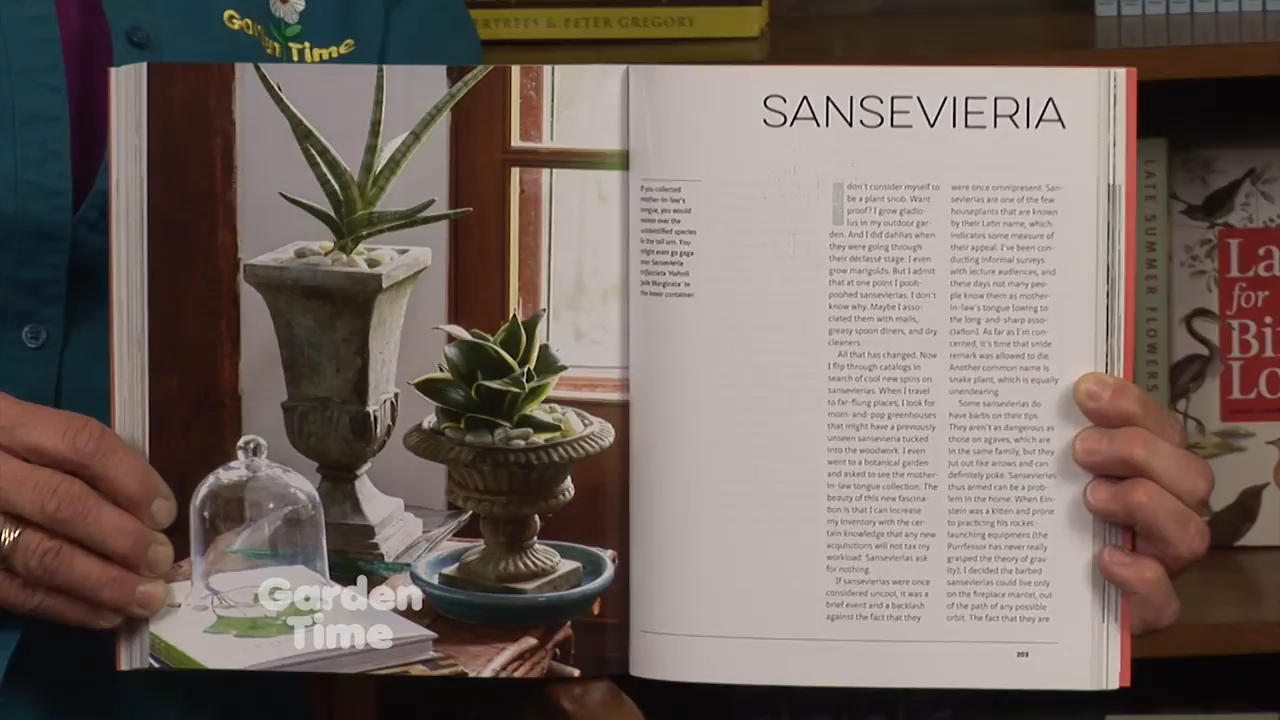 Garden Time
ERTREES & PETER GREGORY
SANSEVIERIA
If you collected
mother-in-law's
tongue, you would
swoon over the
unidentified species
in the tall urn. You
might even go gaga
over Sansevieria
trifasciata 'Hahnii
Marginata' in
the lower container.
I don't consider myself to
be a plant snob. Want
proof? I grow gladio-
lus in my outdoor gar-
den. And I did dahlias when
they were going through
their déclassé stage. I even
grow marigolds. But I admit
that at one point I pooh-
poohed sansevierias. I don't
know why. Maybe I asso-
ciated them with malls,
greasy spoon diners, and dry
cleaners.
All that has changed. Now
I flip through catalogs in
search of cool new spins on
sansevierias. When I travel
to far-flung places, I look for
mom-and-pop greenhouses
that might have a previously
unseen sansevieria tucked
into the woodwork. I even
went to a botanical garden
and asked to see the mother-
in-law tongue collection. The
beauty of this new fascina-
tion is that I can increase
my inventory with the cer-
tain knowledge that any new
acquisitions will not tax my
workload. Sansevierias ask
for nothing.
If sansevierias were once
considered uncool, it was a
brief event and a backlash
against the fact that they
were once omnipresent. San-
sevierias are one of the few
houseplants that are known
by their Latin name, which
indicates some measure of
their appeal. I've been con-
ducting informal surveys
with lecture audiences, and
these days not many peo-
ple know them as mother-
in-law's tongue (owing to
the long-and-sharp asso-
ciation). As far as I'm con-
cerned, it's time that snide
remark was allowed to die.
Another common name is
snake plant, which is equally
unendearing.
Some sansevierias do
have barbs on their tips.
They aren't as dangerous as
those on agaves, which are
in the same family, but they
jut out like arrows and can
definitely poke. Sansevierias
thus armed can be a prob-
lem in the home. When Ein-
stein was a kitten and prone
to practicing his rocket-
launching equipment (the
Purrfessor has never really
grasped the theory of grav-
ity), I decided the barbed
sansevierias could live only
on the fireplace mantel, out
of the path of any possible
orbit. The fact that they are
203
LATE SUMMER FLOWERS
La
for
Bi
Lo
Garden
Time